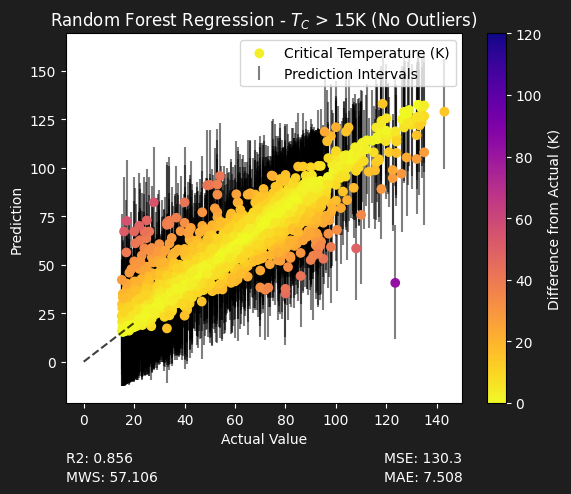 Random Forest Regression - T_C > 15K (No Outliers)
Critical Temperature (K)
Prediction Intervals
150
125
100
75
50
25
0
Prediction
0 20 40 60 80 100 120 140
Actual Value
120
100
80
60
40
20
0
Difference from Actual (K)
R2: 0.856 MSE: 130.3
MWS: 57.106 MAE: 7.508